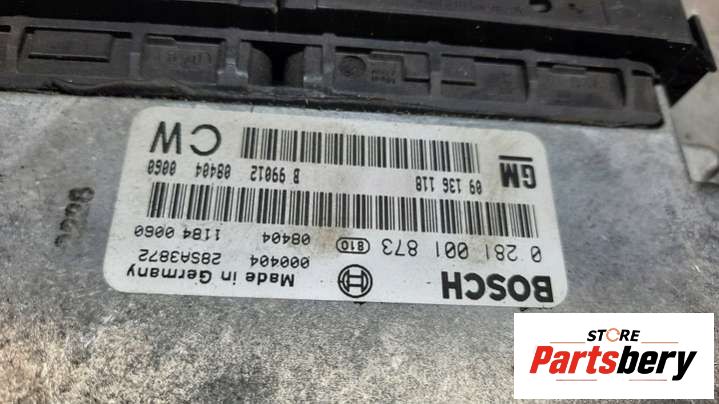 BOSCH
Made in Germany
000404 28SA3872
0 281 001 873 810 08404 1184 0060
GM 09 136 118 B 99012 08404 0060
CW
STORE
Partsbery